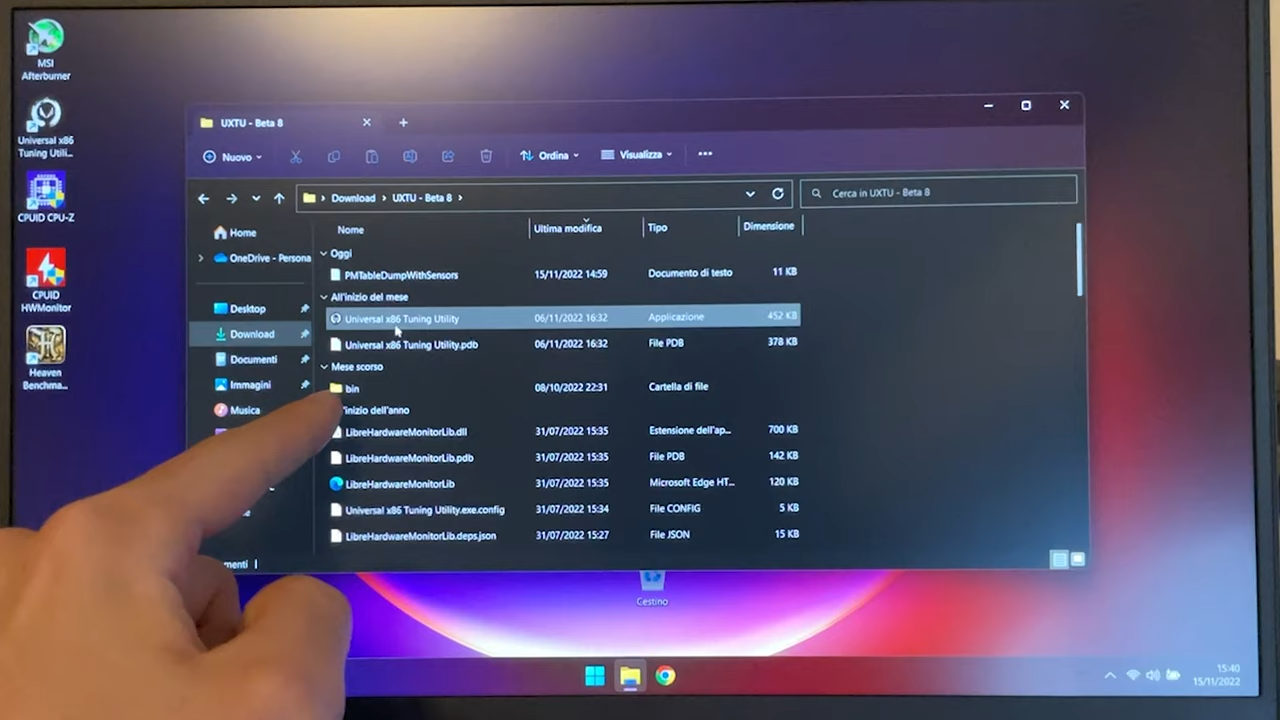 MSI
Afterburner
Universal x86
Tuning Utili...
CPUID CPU-Z
CPUID
HWMonitor
Heaven
Benchma...
UXTU - Beta 8
Nuovo
Ordina
Visualizza
Download > UXTU - Beta 8 >
Cerca in UXTU - Beta 8
Home
OneDrive - Persona
Desktop
Download
Documenti
Immagini
Musica
Nome Ultima modifica Tipo Dimensione
Oggi
PMTableDumpWithSensors 15/11/2022 14:59 Documento di testo 11 KB
All'inizio del mese
Universal x86 Tuning Utility 06/11/2022 16:32 Applicazione 452 KB
Universal x86 Tuning Utility.pdb 06/11/2022 16:32 File PDB 378 KB
Mese scorso
bin 08/10/2022 22:31 Cartella di file
'inizio dell'anno
LibreHardwareMonitorLib.dll 31/07/2022 15:35 Estensione dell'ap... 700 KB
LibreHardwareMonitorLib.pdb 31/07/2022 15:35 File PDB 142 KB
LibreHardwareMonitorLib 31/07/2022 15:35 Microsoft Edge HT... 120 KB
Universal x86 Tuning Utility.exe.config 31/07/2022 15:34 File CONFIG 5 KB
LibreHardwareMonitorLib.deps.json 31/07/2022 15:27 File JSON 15 KB
menti
Cestino
15:40
15/11/2022